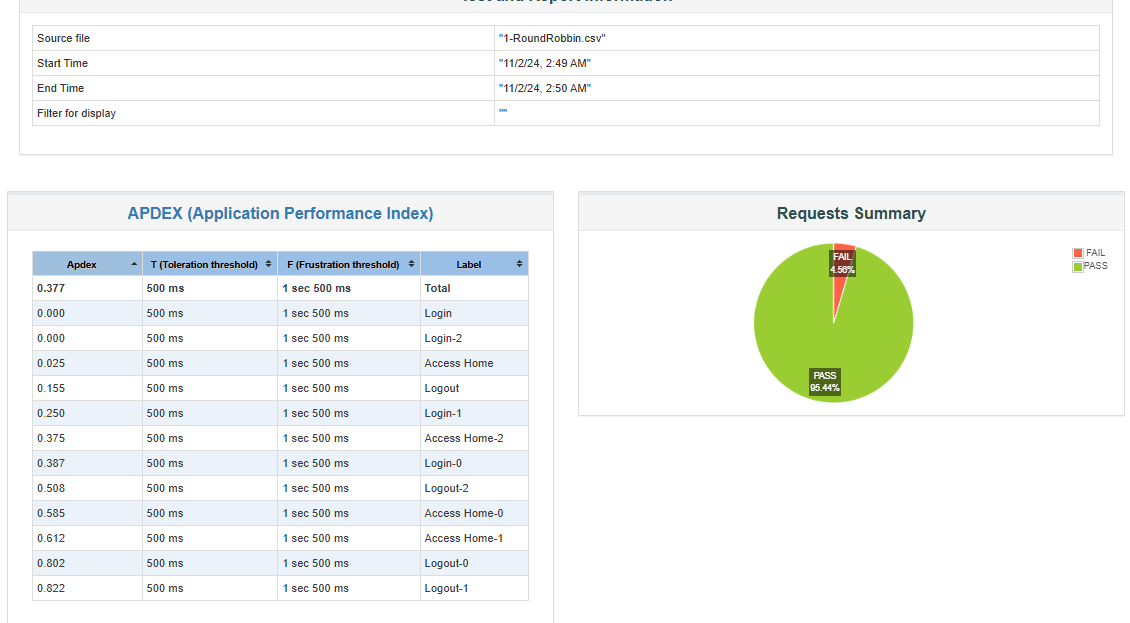 Test and Report Information
Source file "1-RoundRobbin.csv"
Start Time "11/2/24, 2:49 AM"
End Time "11/2/24, 2:50 AM"
Filter for display ""
APDEX (Application Performance Index)
Apdex T (Toleration threshold) F (Frustration threshold) Label
0.377 500 ms 1 sec 500 ms Total
0.000 500 ms 1 sec 500 ms Login
0.000 500 ms 1 sec 500 ms Login-2
0.025 500 ms 1 sec 500 ms Access Home
0.155 500 ms 1 sec 500 ms Logout
0.250 500 ms 1 sec 500 ms Login-1
0.375 500 ms 1 sec 500 ms Access Home-2
0.387 500 ms 1 sec 500 ms Login-0
0.508 500 ms 1 sec 500 ms Logout-2
0.585 500 ms 1 sec 500 ms Access Home-0
0.612 500 ms 1 sec 500 ms Access Home-1
0.802 500 ms 1 sec 500 ms Logout-0
0.822 500 ms 1 sec 500 ms Logout-1
Requests Summary
FAIL
4.56%
PASS
95.44%
FAIL
PASS